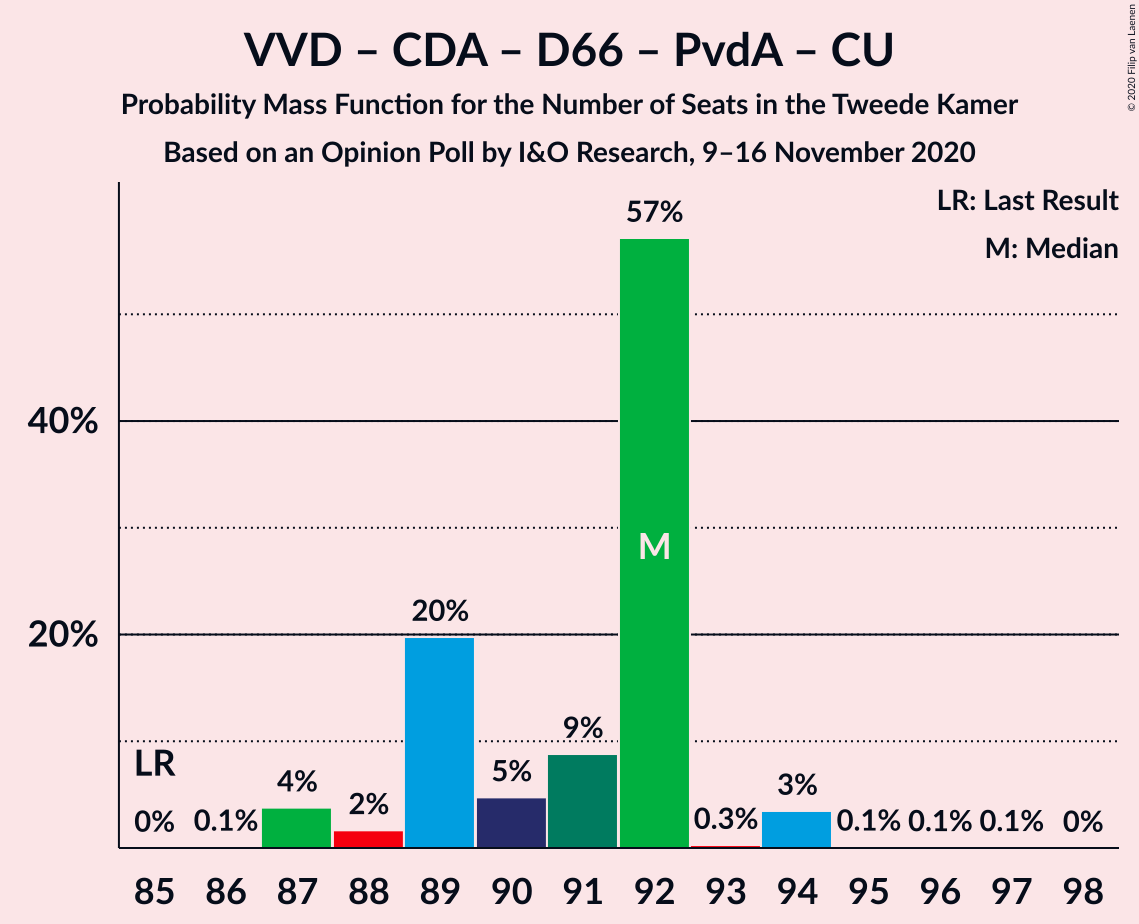 VVD – CDA – D66 – PvdA – CU
Probability Mass Function for the Number of Seats in the Tweede Kamer
Based on an Opinion Poll by I&O Research, 9–16 November 2020
© 2020 Filip van Laenen
LR: Last Result
M: Median
57%
40%
M
20%
20%
9%
LR
5%
4%
3%
2%
0%
0.1%
0.3%
0.1%
0.1%
0.1%
0%
85 86 87 88 89 90 91 92 93 94 95 96 97 98